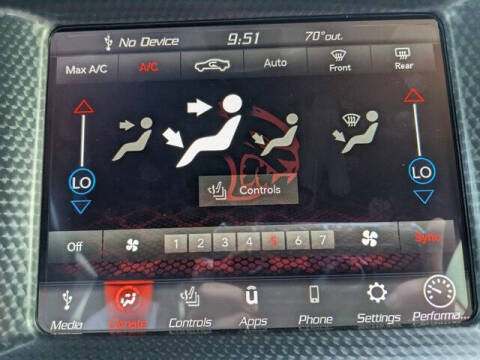 No Device 9:51 70°out.
Max A/C A/C Auto Front Rear
LO LO
Controls
Off 1 2 3 4 5 6 7 Sync
Media Climate Controls Apps Phone Settings Performa...